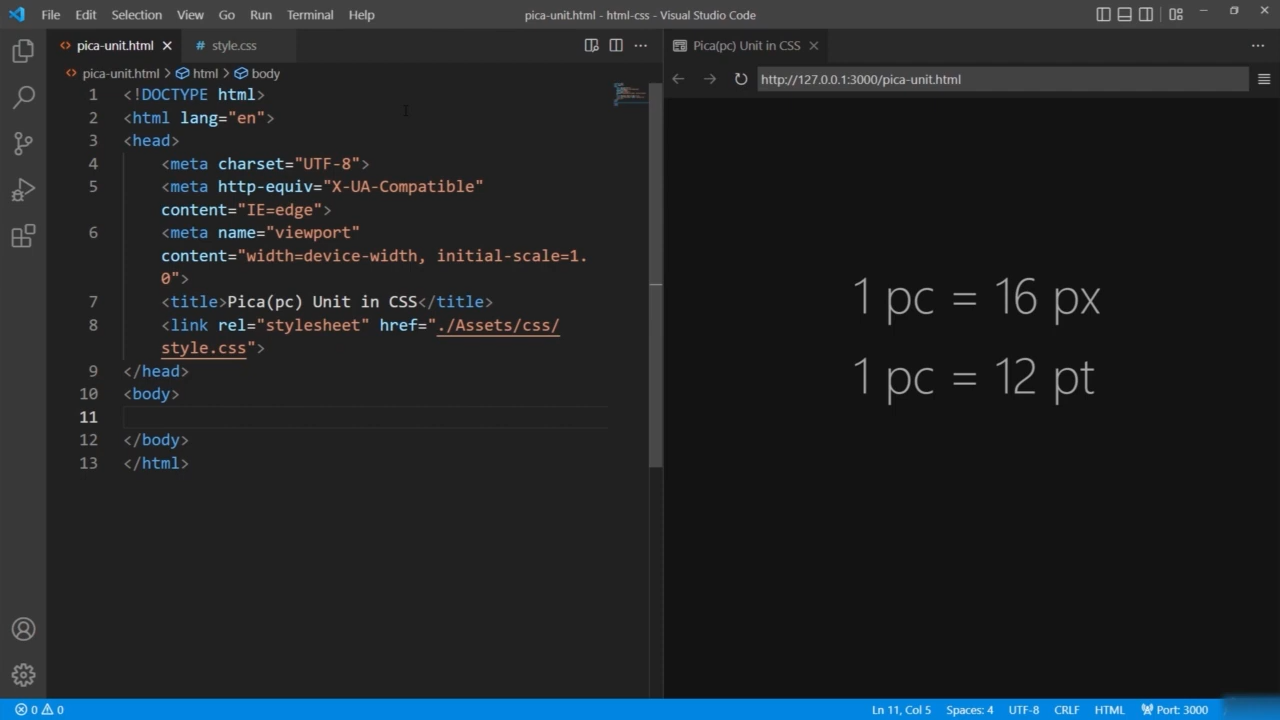 File Edit Selection View Go Run Terminal Help pica-unit.html - html-css - Visual Studio Code
pica-unit.html style.css
pica-unit.html > html > body
1 <!DOCTYPE html>
2 <html lang="en">
3 <head>
4 <meta charset="UTF-8">
5 <meta http-equiv="X-UA-Compatible"
content="IE=edge">
6 <meta name="viewport"
content="width=device-width, initial-scale=1.
0">
7 <title>Pica(pc) Unit in CSS</title>
8 <link rel="stylesheet" href="./Assets/css/
style.css">
9 </head>
10 <body>
11
12 </body>
13 </html>
Pica(pc) Unit in CSS
http://127.0.0.1:3000/pica-unit.html
1 pc = 16 px
1 pc = 12 pt
0 0 Ln 11, Col 5 Spaces: 4 UTF-8 CRLF HTML Port: 3000